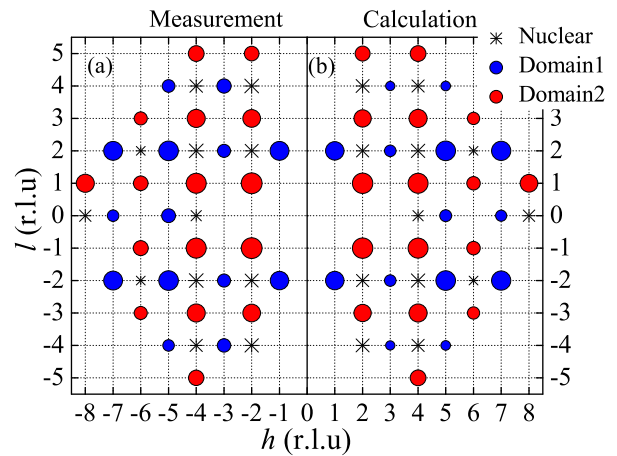 Measurement Calculation
Nuclear
Domain1
Domain2
(a) (b)
5
4
3 3
2 2
1 1
0 0
-1 -1
-2 -2
-3 -3
-4 -4
-5 -5
l (r.l.u)
-8 -7 -6 -5 -4 -3 -2 -1 0 1 2 3 4 5 6 7 8
h (r.l.u)